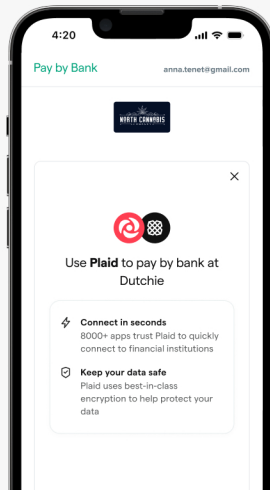 4:20
Pay by Bank
anna.tenet@gmail.com
NORTH CANNABIS
Use Plaid to pay by bank at
Dutchie
Connect in seconds
8000+ apps trust Plaid to quickly
connect to financial institutions
Keep your data safe
Plaid uses best-in-class
encryption to help protect your
data